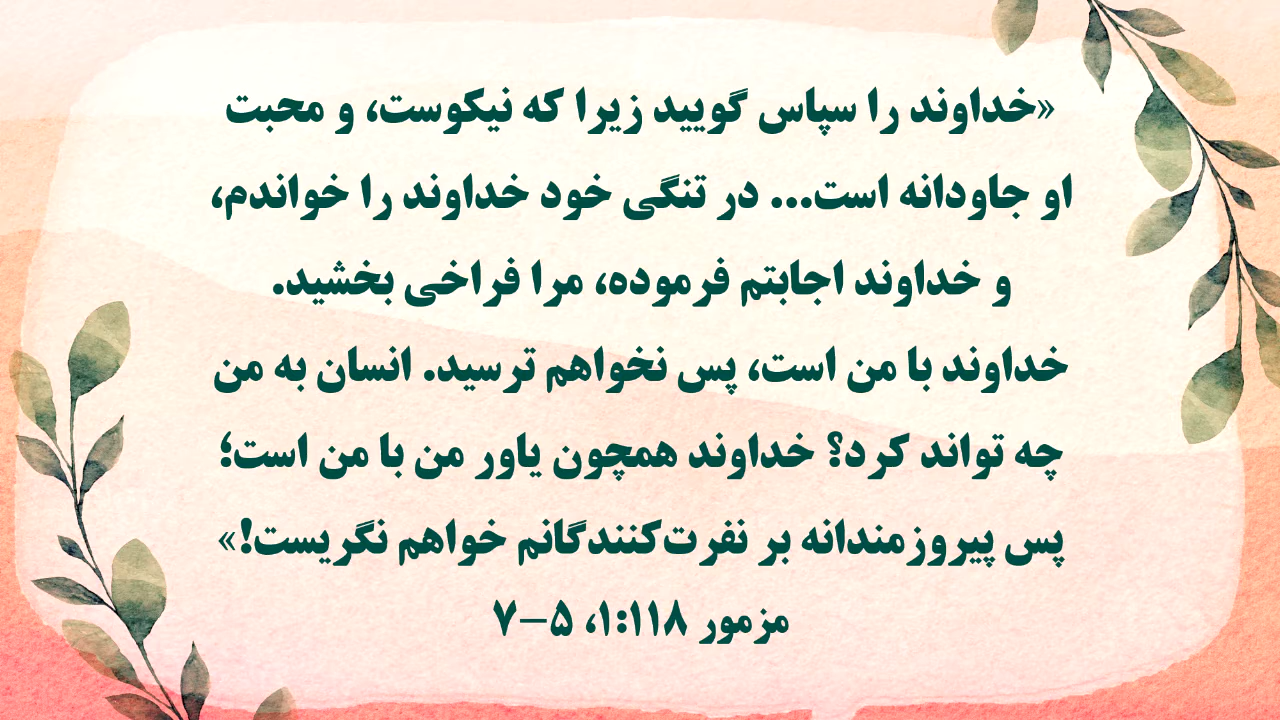 «خداوند را سپاس گویید زیرا که نیکوست، و محبت
او جاودانه است... در تنگی خود خداوند را خواندم،
و خداوند اجابتم فرموده، مرا فراخی بخشید.
خداوند با من است، پس نخواهم ترسید. انسان به من
چه تواند کرد؟ خداوند همچون یاور من با من است؛
پس پیروزمندانه بر نفرت‌کنندگانم خواهم نگریست!»
مزمور ۱:۱۱۸، ۵–۷